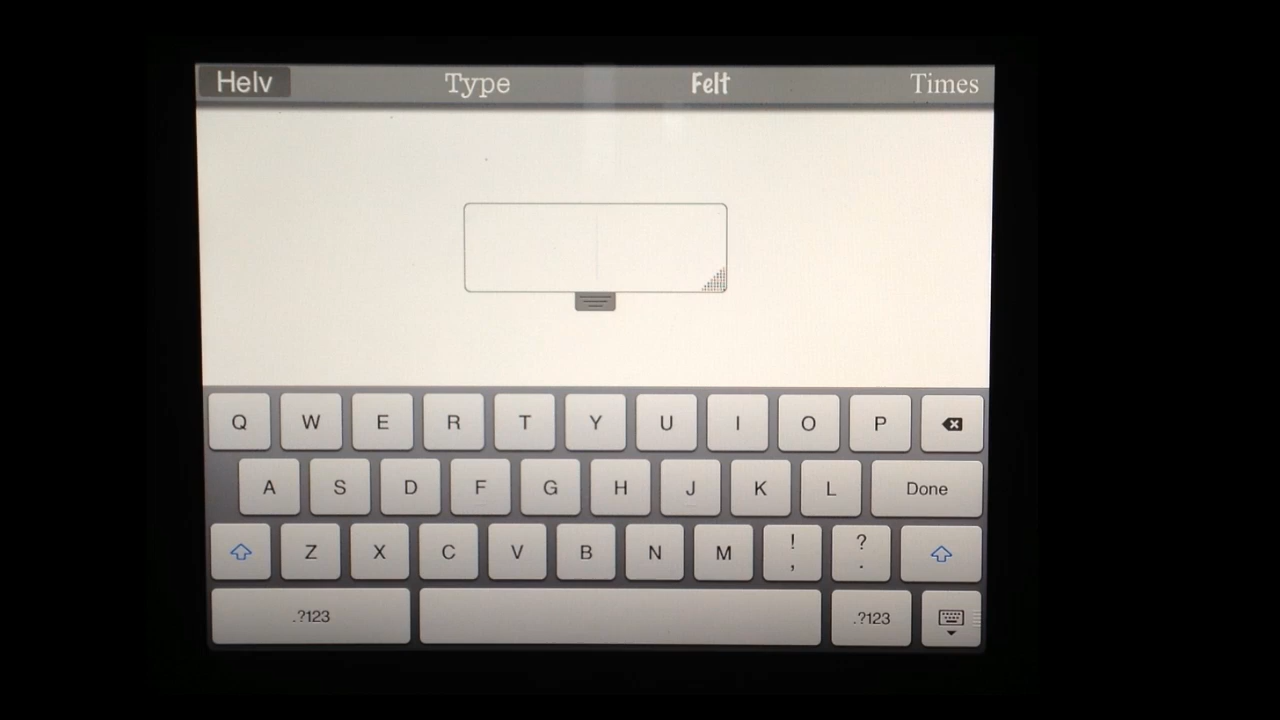 Helv Type Felt Times
Q W E R T Y U I O P
A S D F G H J K L Done
Z X C V B N M ! , ? .
.?123 .?123